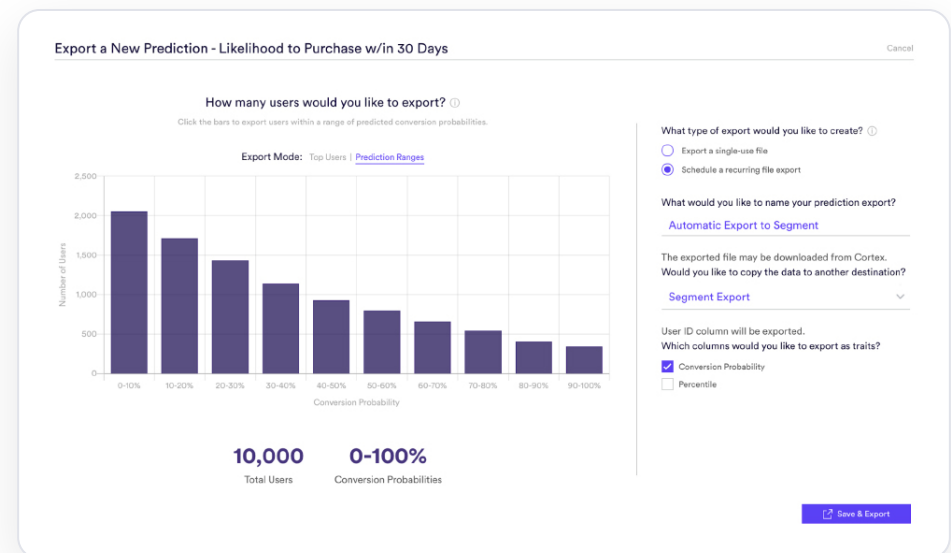 Export a New Prediction - Likelihood to Purchase w/in 30 Days
Cancel
How many users would you like to export?
Click the bars to export users within a range of predicted conversion probabilities.
Export Mode: Top Users | Prediction Ranges
2,500
2,000
1,500
1,000
500
0
Number of Users
0-10% 10-20% 20-30% 30-40% 40-50% 50-60% 60-70% 70-80% 80-90% 90-100%
Conversion Probability
10,000 0-100%
Total Users Conversion Probabilities
What type of export would you like to create?
Export a single-use file
Schedule a recurring file export
What would you like to name your prediction export?
Automatic Export to Segment
The exported file may be downloaded from Cortex.
Would you like to copy the data to another destination?
Segment Export
User ID column will be exported.
Which columns would you like to export as traits?
Conversion Probability
Percentile
Save & Export